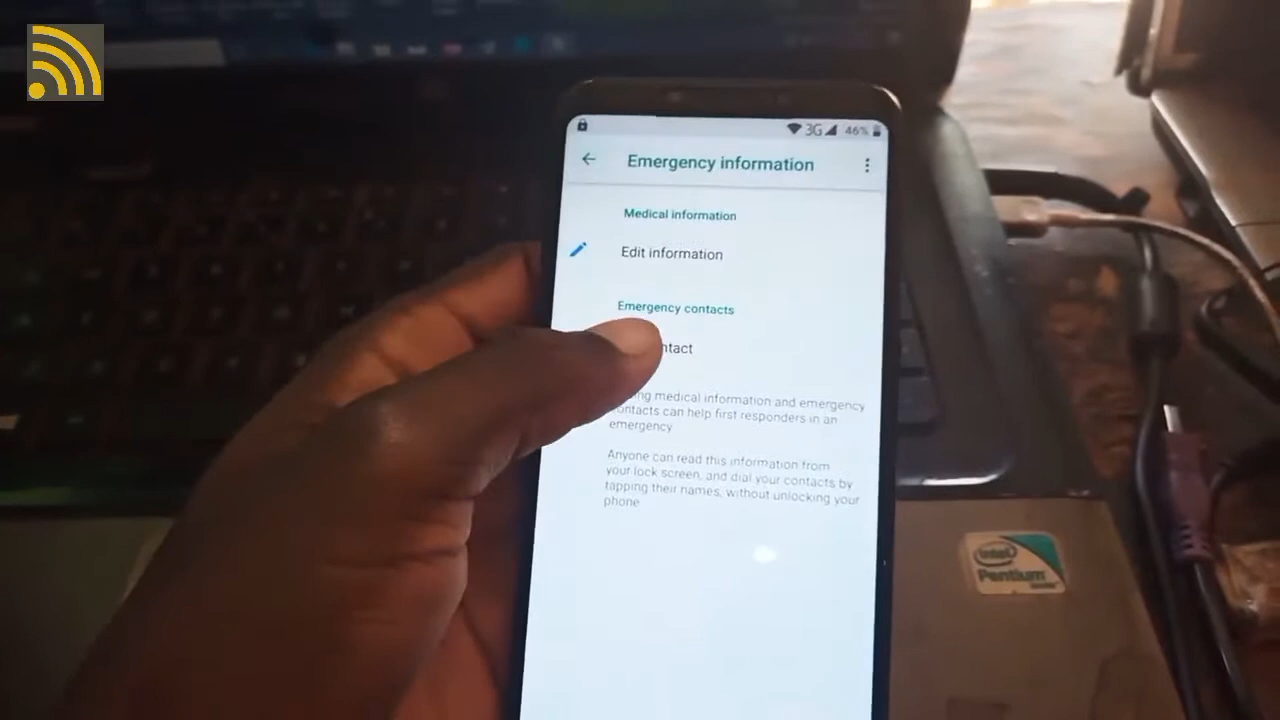 3G 46%
Emergency information
Medical information
Edit information
Emergency contacts
ntact
ng medical information and emergency
contacts can help first responders in an
emergency
Anyone can read this information from
your lock screen, and dial your contacts by
tapping their names, without unlocking your
phone
intel
Pentium